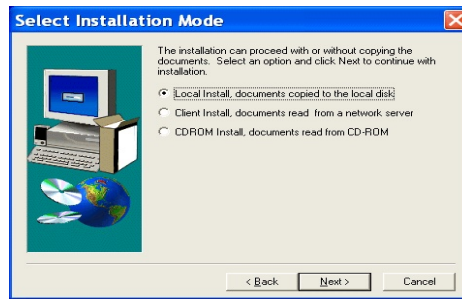 Select Installation Mode
The installation can proceed with or without copying the
documents. Select an option and click Next to continue with
installation.
Local Install, documents copied to the local disk
Client Install, documents read from a network server
CDROM Install, documents read from CD-ROM
< Back
Next >
Cancel